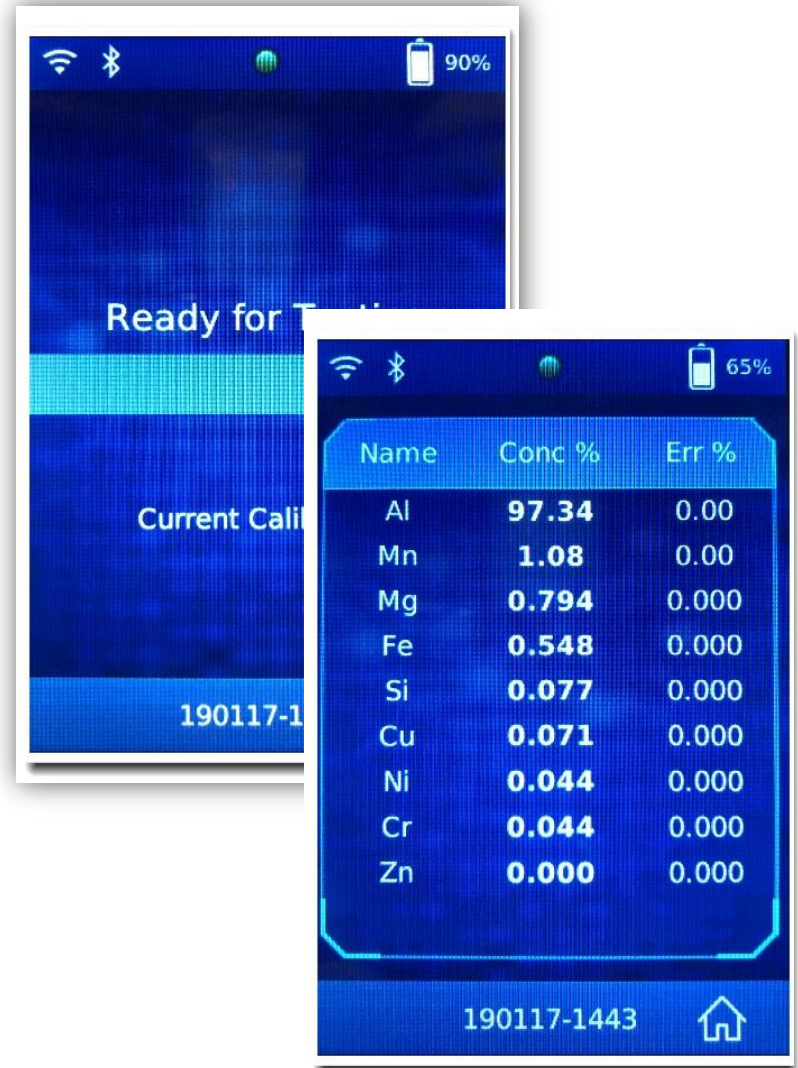 90%
Ready for
Current
190117-1
65%
Name Conc % Err %
Al 97.34 0.00
Mn 1.08 0.00
Mg 0.794 0.000
Fe 0.548 0.000
Si 0.077 0.000
Cu 0.071 0.000
Ni 0.044 0.000
Cr 0.044 0.000
Zn 0.000 0.000
190117-1443